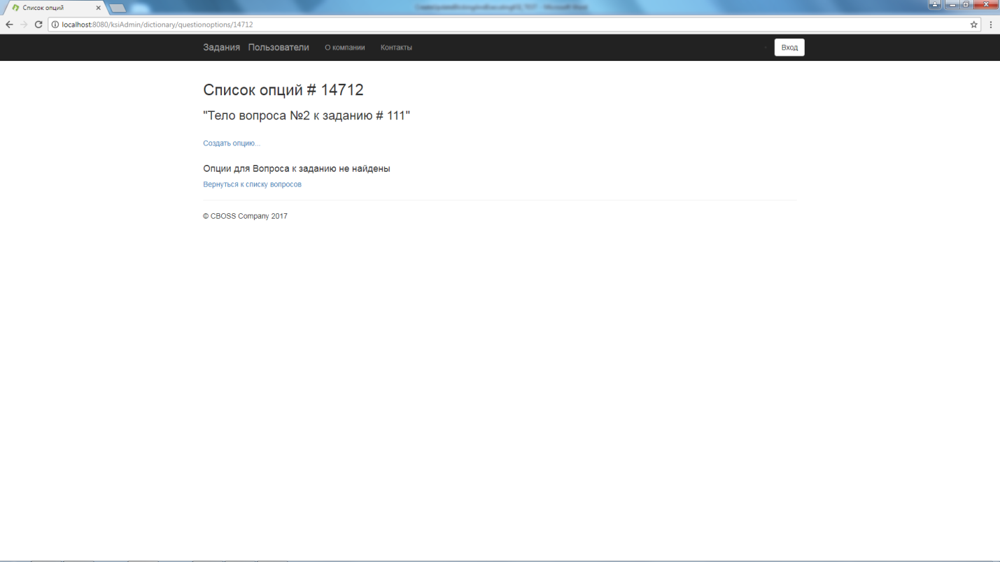 Список опций
localhost:8080/ksiAdmin/dictionary/questionoptions/14712
Задания Пользователи О компании Контакты Вход
Список опций # 14712
"Тело вопроса №2 к заданию # 111"
Создать опцию...
Опции для Вопроса к заданию не найдены
Вернуться к списку вопросов
© CBOSS Company 2017